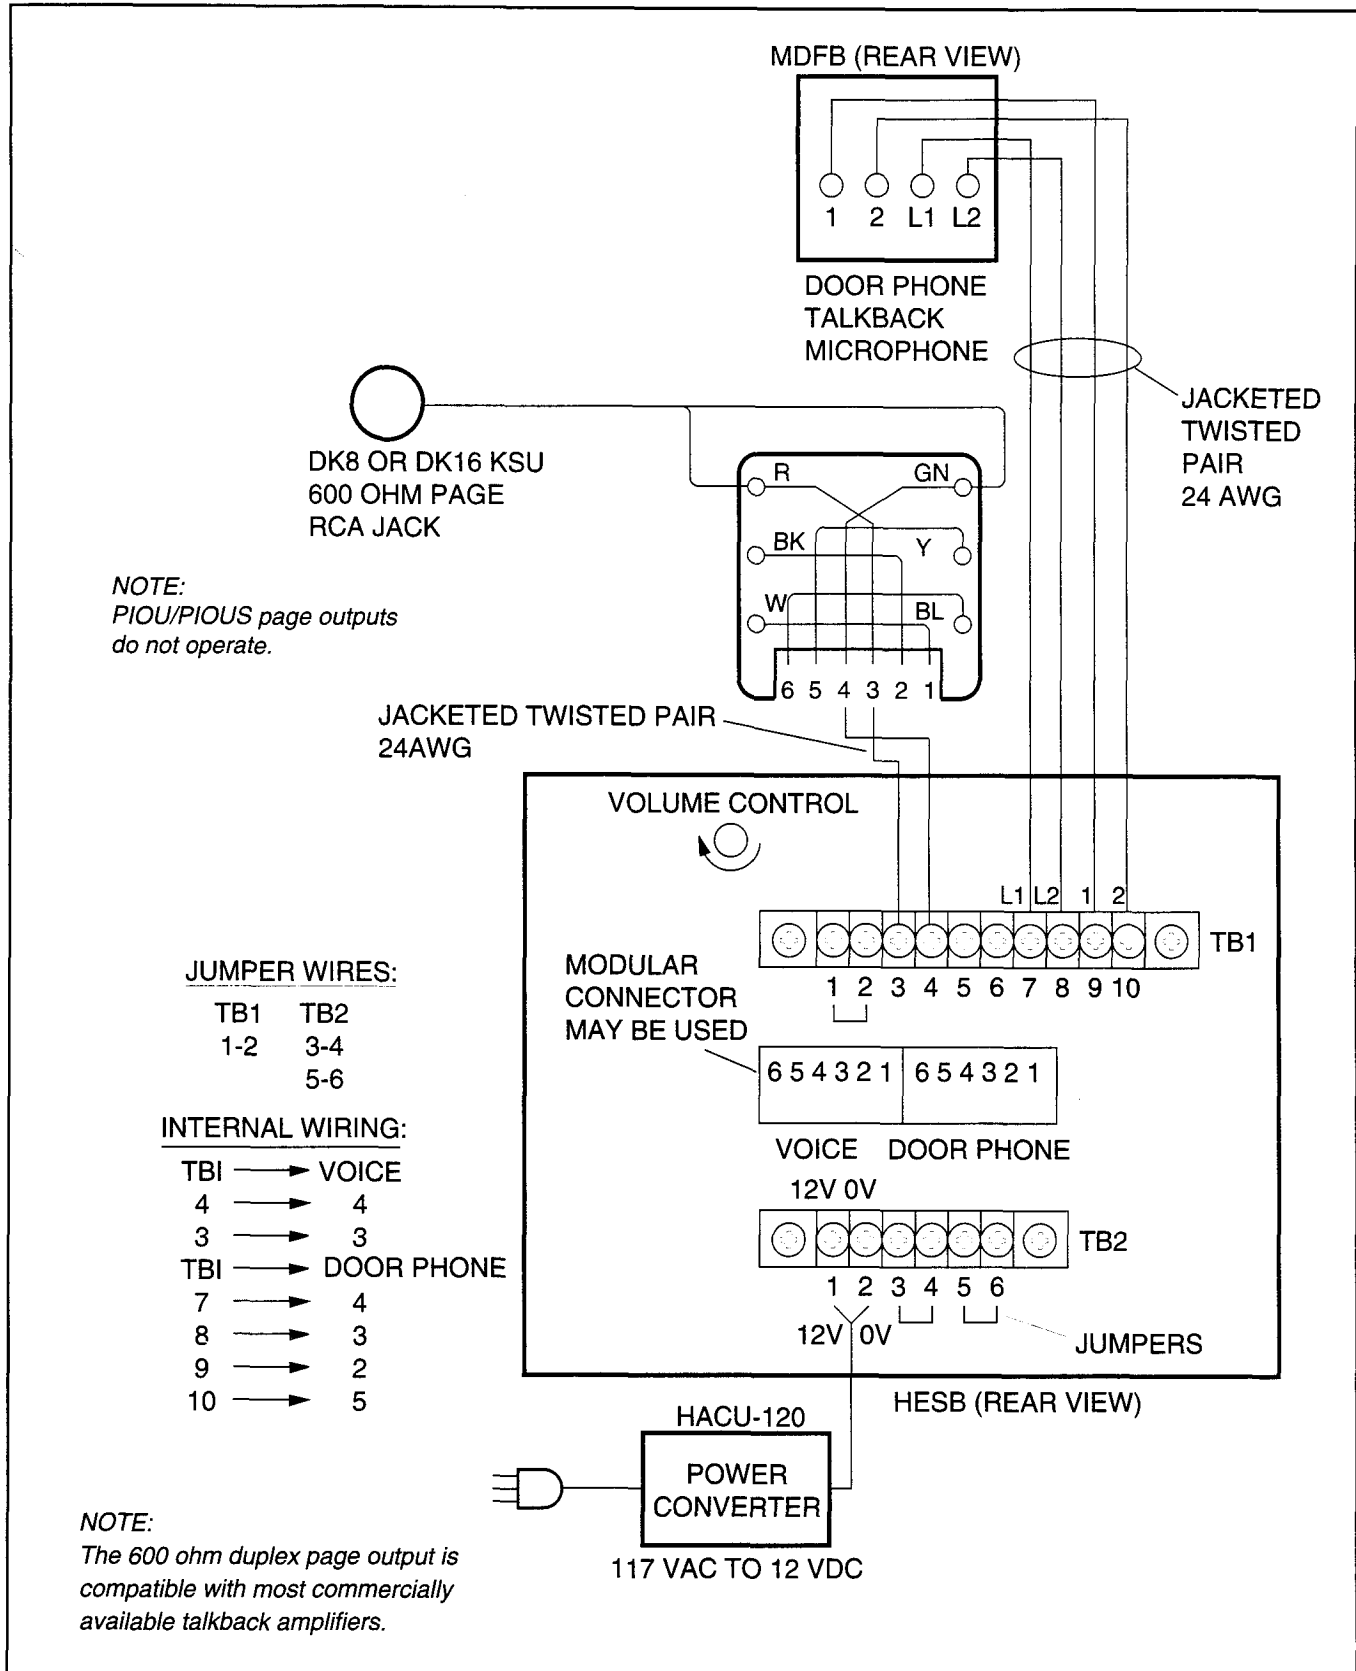 MDFB (REAR VIEW)
1 2 L1 L2
DOOR PHONE
TALKBACK
MICROPHONE
JACKETED
TWISTED
PAIR
24 AWG
DK8 OR DK16 KSU
600 OHM PAGE
RCA JACK
R GN
BK Y
W BL
6 5 4 3 2 1
NOTE:
PIOU/PIOUS page outputs
do not operate.
JACKETED TWISTED PAIR
24AWG
VOLUME CONTROL
L1 L2 1 2
TB1
1 2 3 4 5 6 7 8 9 10
MODULAR
CONNECTOR
MAY BE USED
6 5 4 3 2 1 6 5 4 3 2 1
VOICE DOOR PHONE
12V 0V
TB2
1 2 3 4 5 6
12V 0V
JUMPERS
HESB (REAR VIEW)
JUMPER WIRES:
TB1 TB2
1-2 3-4
5-6
INTERNAL WIRING:
TBI VOICE
4 4
3 3
TBI DOOR PHONE
7 4
8 3
9 2
10 5
HACU-120
POWER
CONVERTER
117 VAC TO 12 VDC
NOTE:
The 600 ohm duplex page output is
compatible with most commercially
available talkback amplifiers.